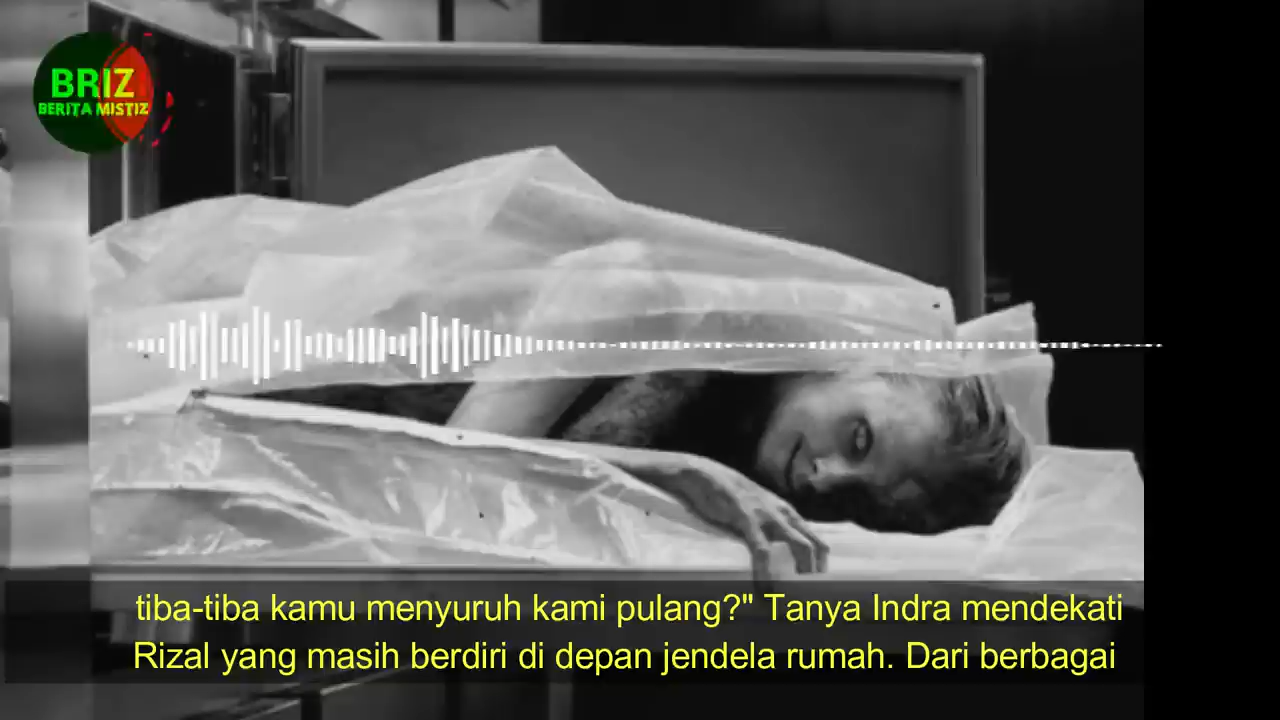 BRIZ
BERITA MISTIZ
tiba-tiba kamu menyuruh kami pulang?" Tanya Indra mendekati
Rizal yang masih berdiri di depan jendela rumah. Dari berbagai